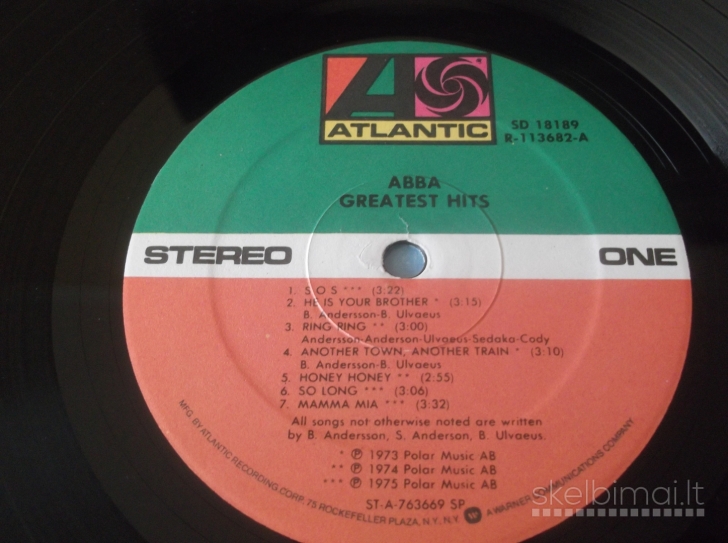 ATLANTIC
SD 18189
R-113682-A
ABBA
GREATEST HITS
STEREO ONE
1. S O S *** (3:22)
2. HE IS YOUR BROTHER * (3:15)
B. Andersson-B. Ulvaeus
3. RING RING ** (3:00)
Andersson-Anderson-Ulvaeus-Sedaka-Cody
4. ANOTHER TOWN, ANOTHER TRAIN * (3:10)
B. Andersson-B. Ulvaeus
5. HONEY HONEY ** (2:55)
6. SO LONG *** (3:06)
7. MAMMA MIA *** (3:32)
All songs not otherwise noted are written
by B. Andersson, S. Anderson, B. Ulvaeus.
* ℗ 1973 Polar Music AB
** ℗ 1974 Polar Music AB
*** ℗ 1975 Polar Music AB
ST-A-763669 SP
MFG. BY ATLANTIC RECORDING CORP. 75 ROCKEFELLER PLAZA, N.Y., N.Y. W A WARNER COMMUNICATIONS COMPANY
skelbimai.lt